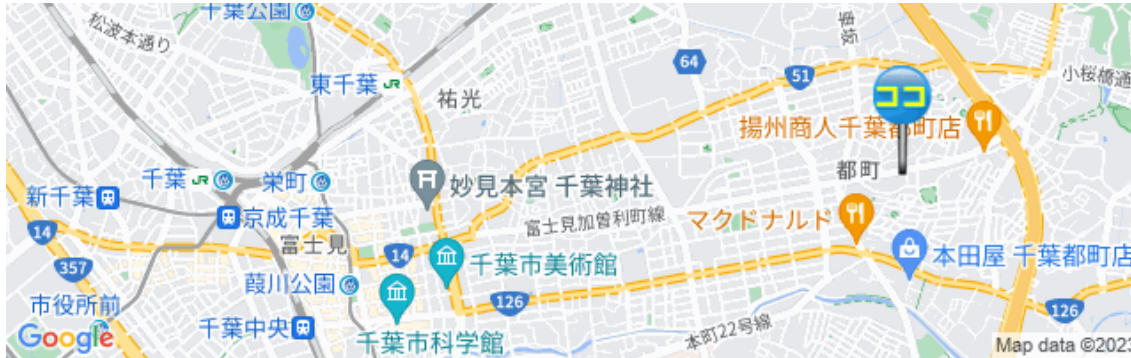 千葉公園
松波本通り
東千葉
祐光
64
51
車坂
小桜橋通
ココ
揚州商人千葉都町店
都町
千葉
栄町
新千葉
京成千葉
妙見本宮 千葉神社
富士見加曽利町線
マクドナルド
14
富士見
14
千葉市美術館
本田屋 千葉都町店
357
葭川公園
126
126
市役所前
千葉中央
千葉市科学館
本町22号線
Google
Map data ©2023